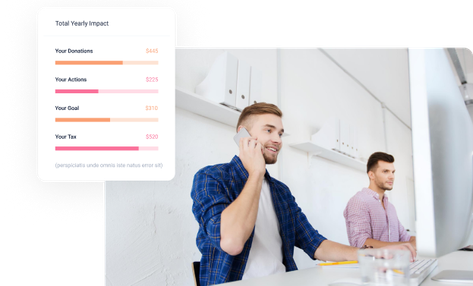 Total Yearly Impact
Your Donations $445
Your Actions $225
Your Goal $310
Your Tax $520
(perspiciatis unde omnis iste natus error sit)